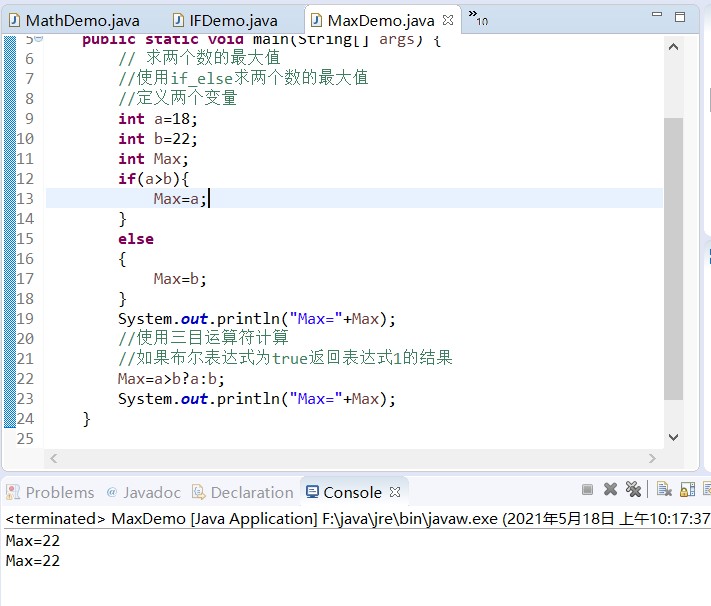 MathDemo.java IFDemo.java MaxDemo.java »10
5 public static void main(String[] args) {
6 // 求两个数的最大值
7 //使用if_else求两个数的最大值
8 //定义两个变量
9 int a=18;
10 int b=22;
11 int Max;
12 if(a>b){
13 Max=a;
14 }
15 else
16 {
17 Max=b;
18 }
19 System.out.println("Max="+Max);
20 //使用三目运算符计算
21 //如果布尔表达式为true返回表达式1的结果
22 Max=a>b?a:b;
23 System.out.println("Max="+Max);
24 }
25
Problems @ Javadoc Declaration Console
<terminated> MaxDemo [Java Application] F:\java\jre\bin\javaw.exe (2021年5月18日 上午10:17:37
Max=22
Max=22